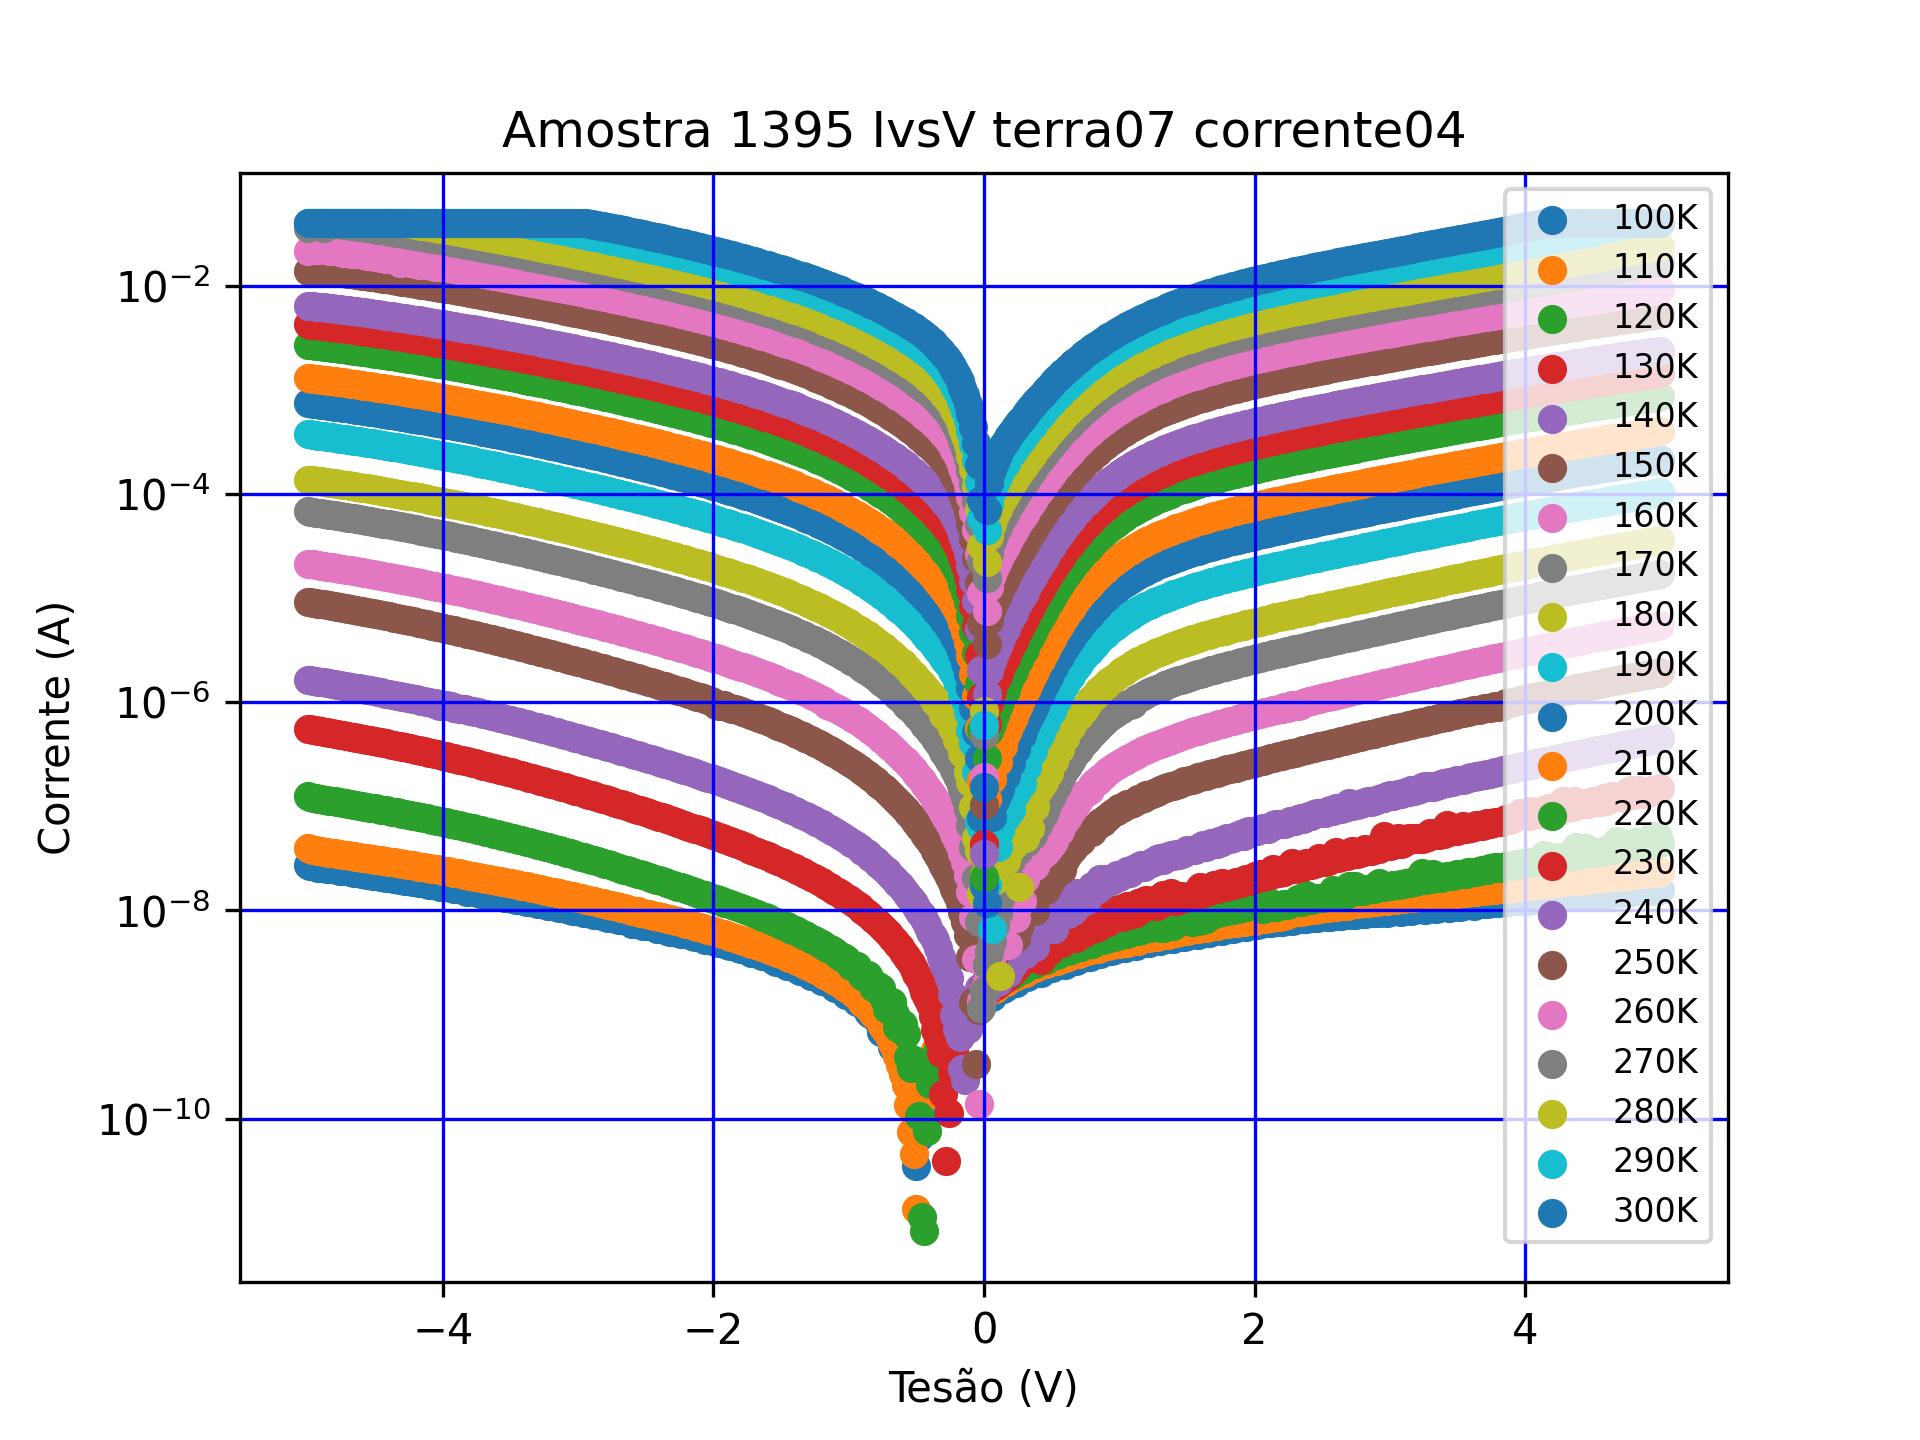 Amostra 1395 IvsV terra07 corrente04
Corrente (A)
10⁻²
10⁻⁴
10⁻⁶
10⁻⁸
10⁻¹⁰
−4
−2
0
2
4
Tesão (V)
100K
110K
120K
130K
140K
150K
160K
170K
180K
190K
200K
210K
220K
230K
240K
250K
260K
270K
280K
290K
300K